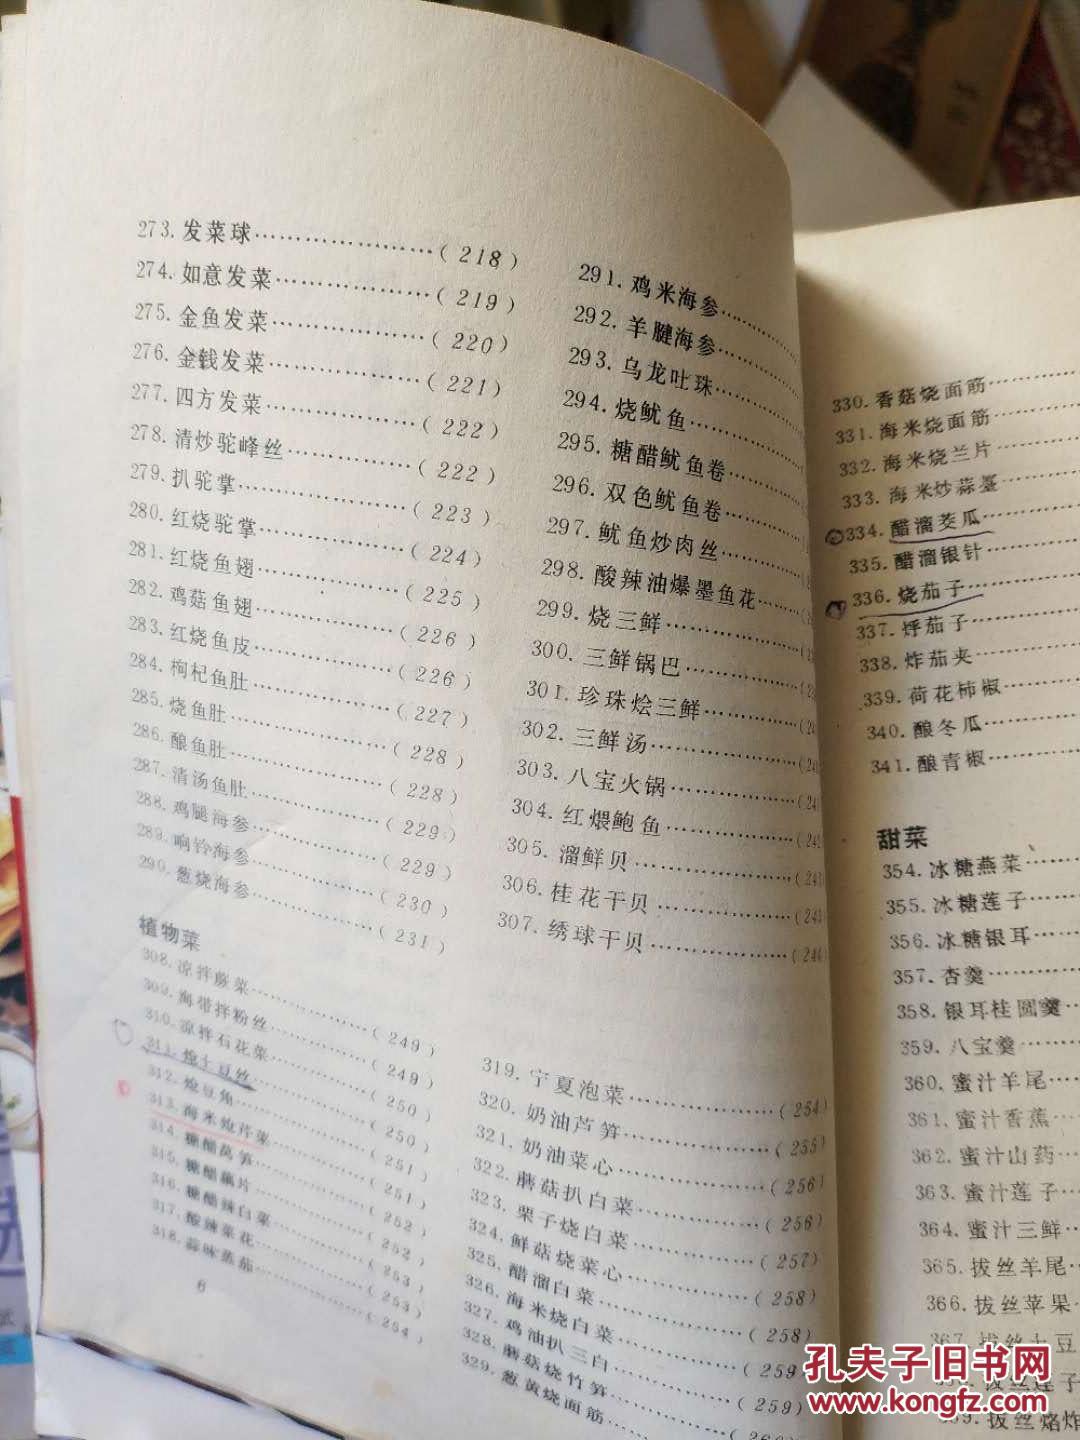 273.发菜球…………………(218)
274.如意发菜………………(219)
275.金鱼发菜………………(220)
276.金钱发菜………………(221)
277.四方发菜………………(222)
278.清炒驼峰丝……………(222)
279.扒驼掌…………………(223)
280.红烧驼掌………………(224)
281.红烧鱼翅………………(225)
282.鸡菇鱼翅………………(226)
283.红烧鱼皮………………(226)
284.枸杞鱼肚………………(227)
285.烧鱼肚…………………(228)
286.酿鱼肚…………………(228)
287.清汤鱼肚………………(229)
288.鸡腿海参………………(229)
289.响铃海参………………(230)
290.葱烧海参………………(231)
291.鸡米海参
292.羊腱海参
293.乌龙吐珠
294.烧鱿鱼
295.糖醋鱿鱼卷
296.双色鱿鱼卷
297.鱿鱼炒肉丝
298.酸辣油爆墨鱼花
299.烧三鲜
300.三鲜锅巴
301.珍珠烩三鲜
302.三鲜汤
303.八宝火锅
304.红煨鲍鱼
305.溜鲜贝
306.桂花干贝
307.绣球干贝
植物菜
308.凉拌蕨菜………………(249)
309.海带拌粉丝……………(249)
310.凉拌石花菜……………(250)
311.炝土豆丝………………(250)
312.炝豆角…………………(251)
313.海米炝芹菜……………(251)
314.糖醋莴笋………………(252)
315.糖醋藕片………………(252)
316.糖醋辣白菜……………(253)
317.酸辣菜花………………(253)
318.蒜味蒸茄………………(254)
319.宁夏泡菜………………(254)
320.奶油芦笋………………(255)
321.奶油菜心………………(256)
322.蘑菇扒白菜……………(256)
323.栗子烧白菜……………(257)
324.鲜菇烧菜心……………(258)
325.醋溜白菜………………(258)
326.海米烧白菜……………(259)
327.鸡油扒三白……………(259)
328.蘑菇烧竹笋
329.葱黄烧面筋
6
330.香菇烧面筋
331.海米烧面筋
332.海米烧兰片
333.海米炒蒜薹
334.醋溜茭瓜
335.醋溜银针
336.烧茄子
337.烀茄子
338.炸茄夹
339.荷花柿椒
340.酿冬瓜
341.酿青椒
甜菜
354.冰糖燕菜
355.冰糖莲子
356.冰糖银耳
357.杏羹
358.银耳桂圆羹
359.八宝羹
360.蜜汁羊尾
361.蜜汁香蕉
362.蜜汁山药
363.蜜汁莲子
364.蜜汁三鲜
365.拔丝羊尾
366.拔丝苹果
367.拔丝土豆
拔丝莲子
拔丝烙炸
孔夫子旧书网
www.kongfz.com